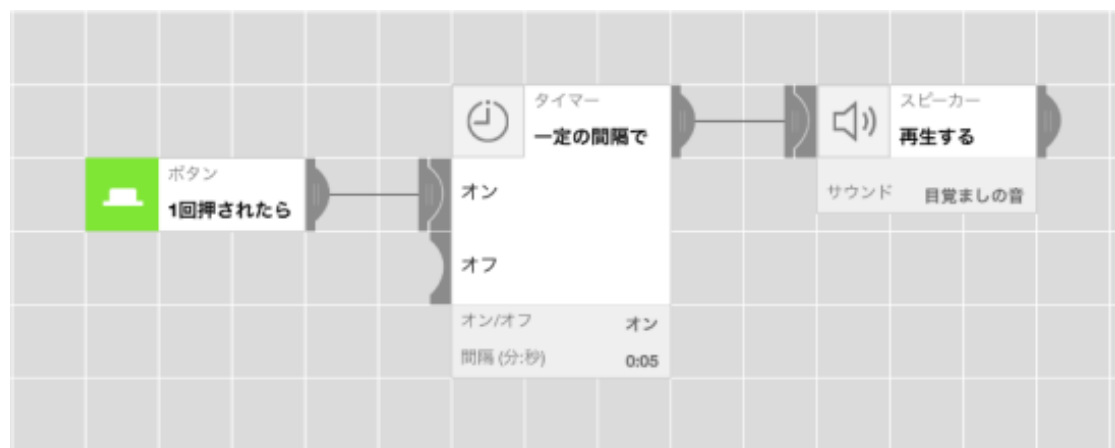 タイマー
一定の間隔で
スピーカー
再生する
ボタン
1回押されたら
オン
サウンド 目覚ましの音
オフ
オン/オフ オン
間隔 (分:秒) 0:05